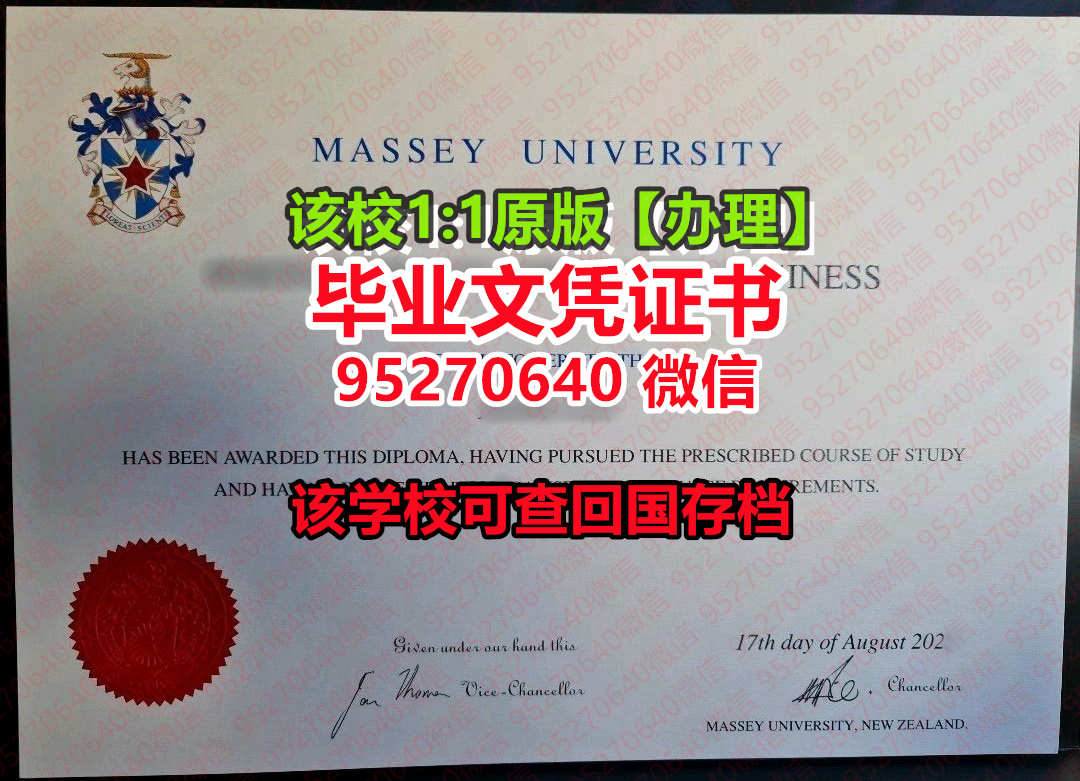 MASSEY UNIVERSITY
该校1:1原版【办理】
INESS
毕业文凭证书
95270640 微信
HAS BEEN AWARDED THIS DIPLOMA, HAVING PURSUED THE PRESCRIBED COURSE OF STUDY
AND
该学校可查回国存档
Given under our hand this
17th day of August 202
Vice-Chancellor
Chancellor
MASSEY UNIVERSITY, NEW ZEALAND.
95270640微信